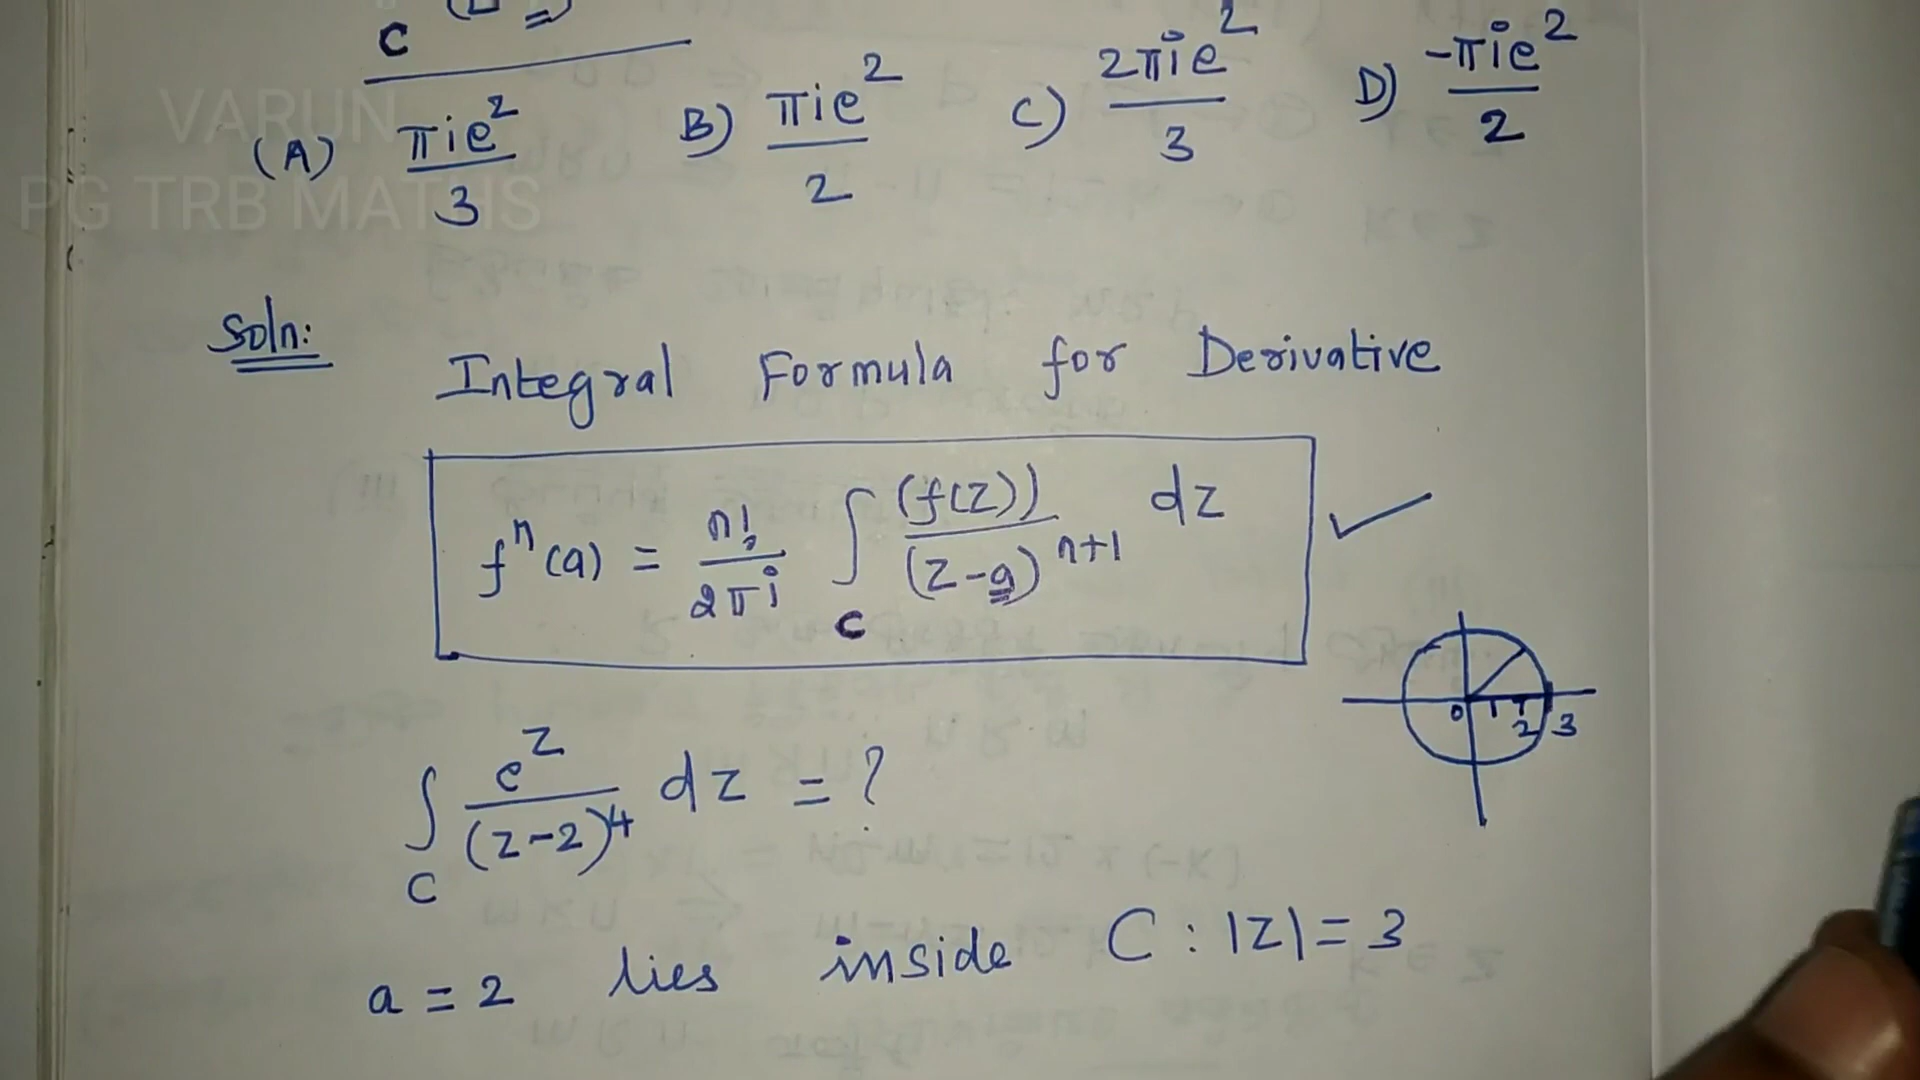 C
(A) πie²/3 B) πie²/2 C) 2πie²/3 D) -πie²/2
VARUN
PG TRB MATHS
Soln:
Integral Formula for Derivative
fⁿ(a) = n!/2πi ∫_C (f(z))/(z-a)^(n+1) dz ✓
0 1 2 3
∫_C e^z/(z-2)^4 dz = ?
a = 2 lies inside C : |z| = 3